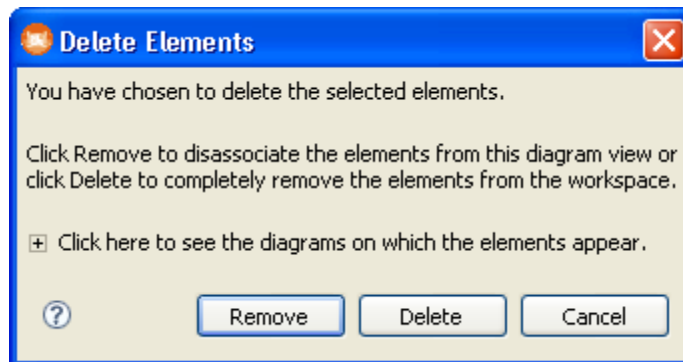 Delete Elements
You have chosen to delete the selected elements.
Click Remove to disassociate the elements from this diagram view or
click Delete to completely remove the elements from the workspace.
Click here to see the diagrams on which the elements appear.
Remove Delete Cancel